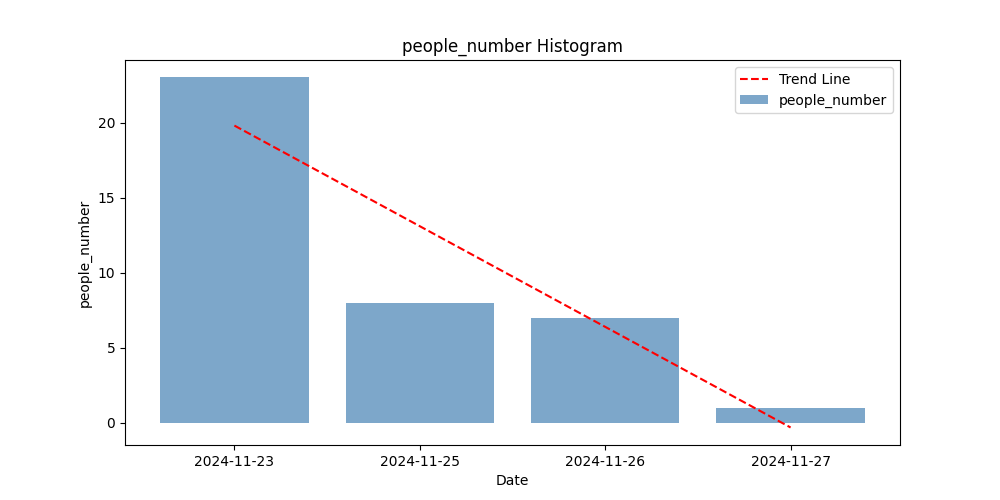 people_number Histogram
Trend Line
people_number
people_number
20
15
10
5
0
2024-11-23
2024-11-25
2024-11-26
2024-11-27
Date